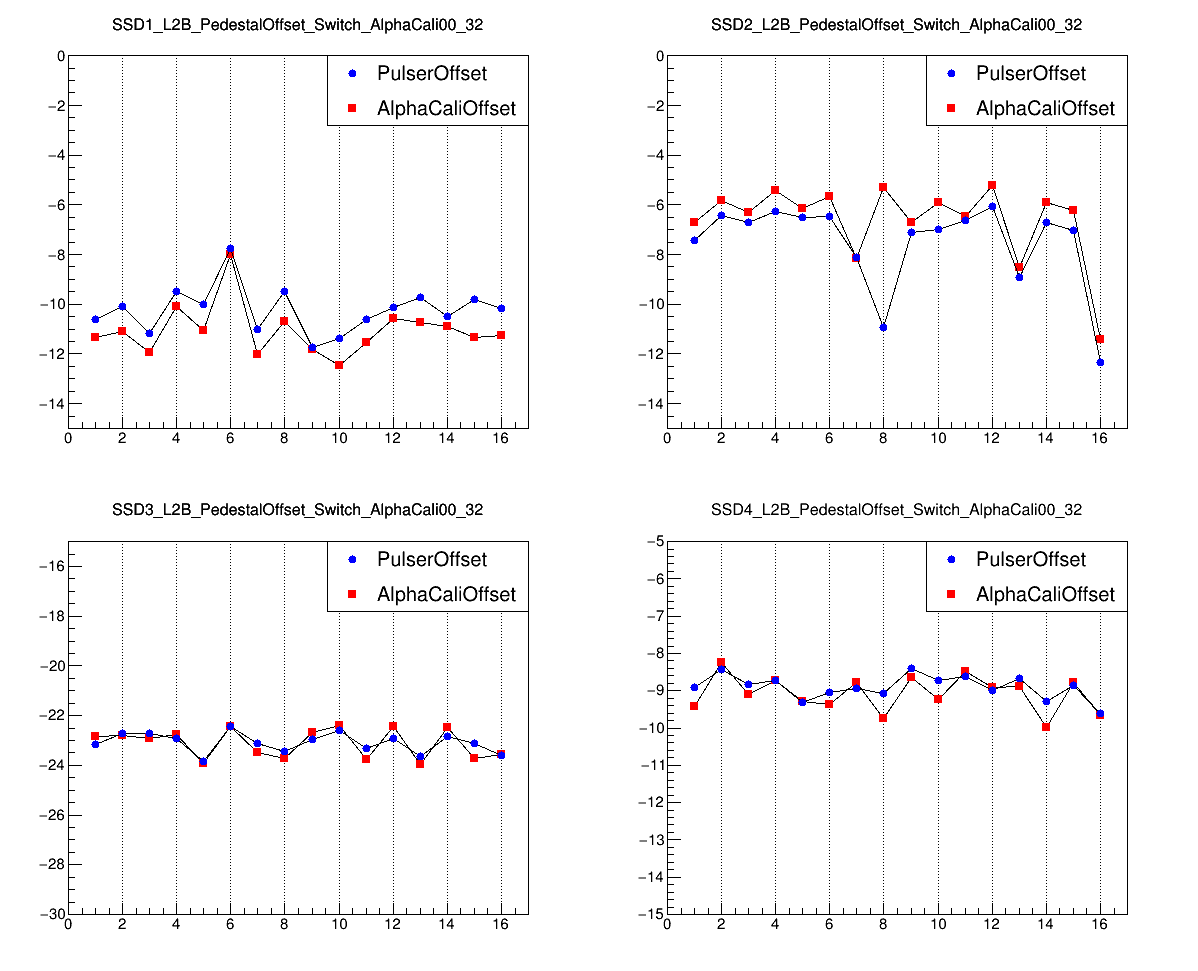 SSD1_L2B_PedestalOffset_Switch_AlphaCali00_32
0
−2
−4
−6
−8
−10
−12
−14
0 2 4 6 8 10 12 14 16
PulserOffset
AlphaCaliOffset
SSD2_L2B_PedestalOffset_Switch_AlphaCali00_32
0
−2
−4
−6
−8
−10
−12
−14
0 2 4 6 8 10 12 14 16
PulserOffset
AlphaCaliOffset
SSD3_L2B_PedestalOffset_Switch_AlphaCali00_32
−16
−18
−20
−22
−24
−26
−28
−30
0 2 4 6 8 10 12 14 16
PulserOffset
AlphaCaliOffset
SSD4_L2B_PedestalOffset_Switch_AlphaCali00_32
−5
−6
−7
−8
−9
−10
−11
−12
−13
−14
−15
0 2 4 6 8 10 12 14 16
PulserOffset
AlphaCaliOffset